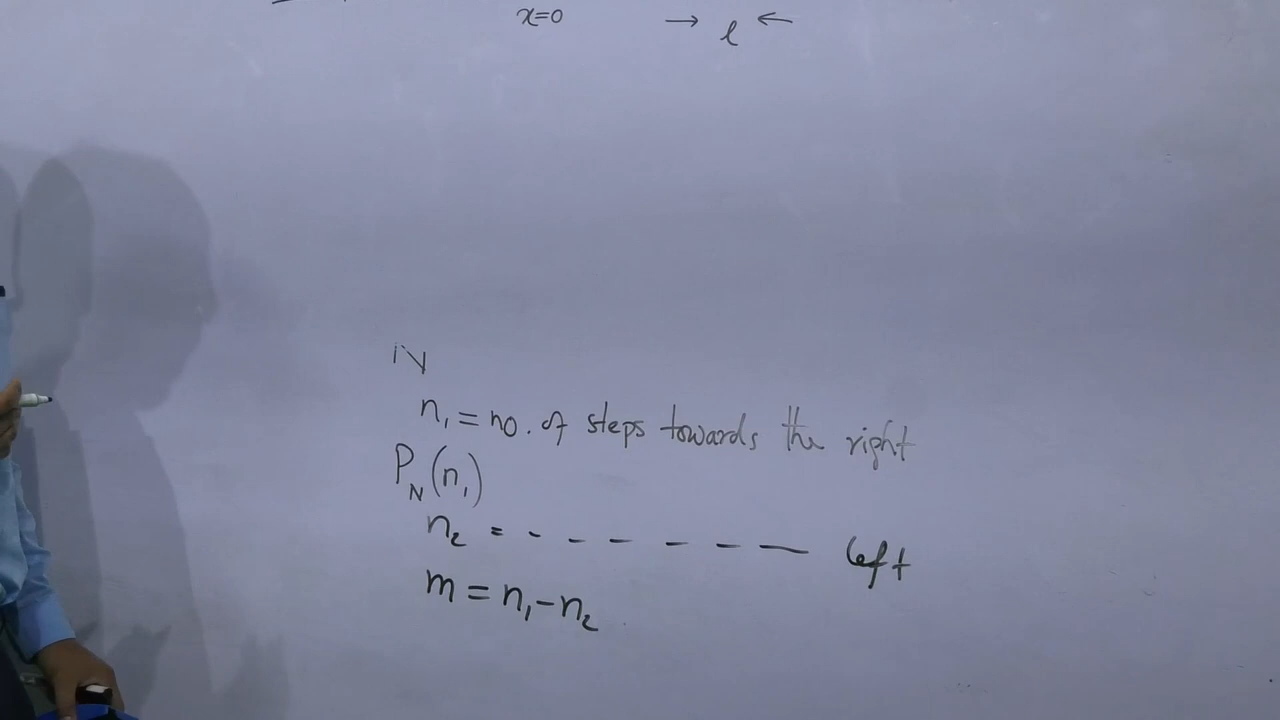 x=0 → l ←
N
n₁ = no. of steps towards the right
P_N(n₁)
n₂ = - - - - - - left
m = n₁-n₂